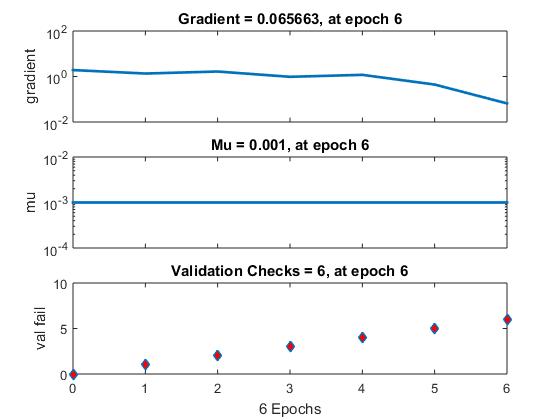 Gradient = 0.065663, at epoch 6
10^2
10^0
10^-2
gradient
Mu = 0.001, at epoch 6
10^-2
10^-3
10^-4
mu
Validation Checks = 6, at epoch 6
10
5
0
val fail
0 1 2 3 4 5 6
6 Epochs